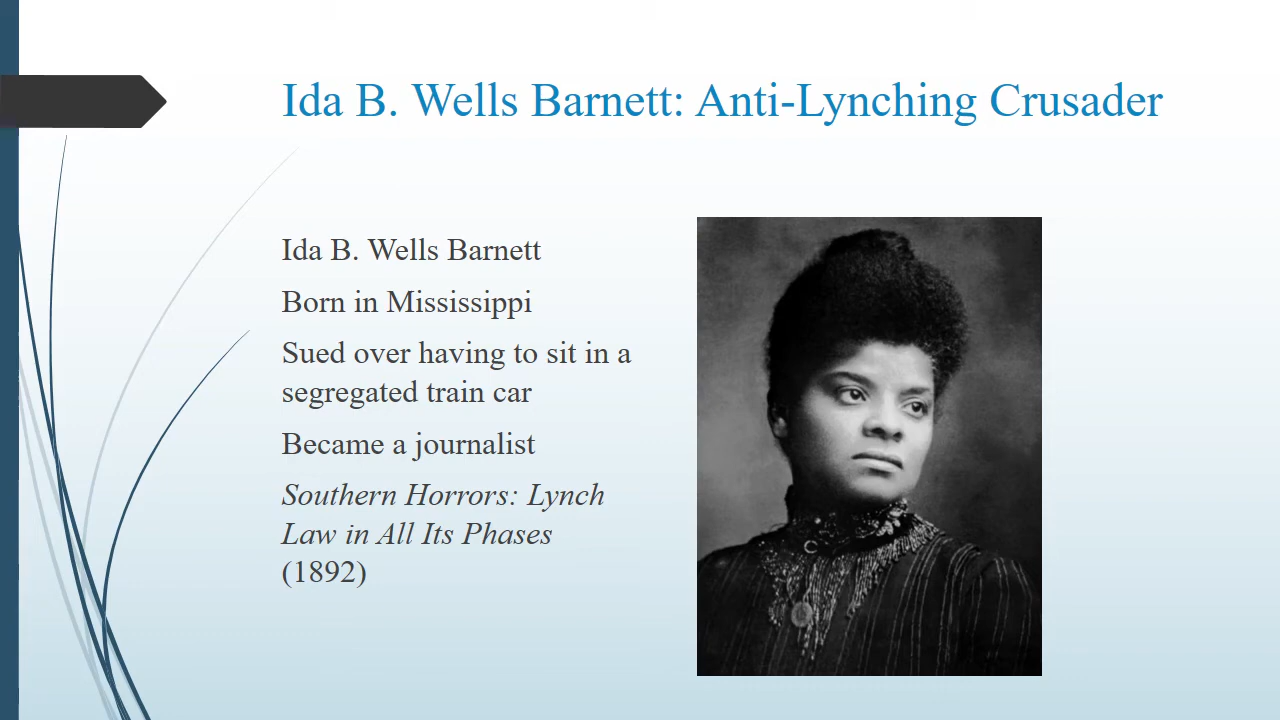 Ida B. Wells Barnett: Anti-Lynching Crusader
Ida B. Wells Barnett
Born in Mississippi
Sued over having to sit in a
segregated train car
Became a journalist
Southern Horrors: Lynch
Law in All Its Phases
(1892)